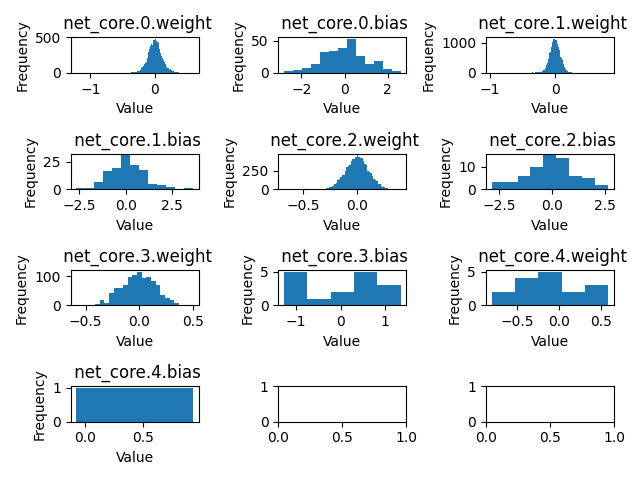 net_core.0.weight
Frequency
500
0
−1
0
Value
net_core.0.bias
Frequency
50
0
−2
0
2
Value
net_core.1.weight
Frequency
1000
0
−1
0
Value
net_core.1.bias
Frequency
25
0
−2.5
0.0
2.5
Value
net_core.2.weight
Frequency
250
0
−0.5
0.0
Value
net_core.2.bias
Frequency
10
0
−2.5
0.0
2.5
Value
net_core.3.weight
Frequency
100
0
−0.5
0.0
0.5
Value
net_core.3.bias
Frequency
5
0
−1
0
1
Value
net_core.4.weight
Frequency
5
0
−0.5
0.0
0.5
Value
net_core.4.bias
Frequency
1
0
0.0
0.5
Value
1
0
0.0
0.5
1.0
1
0
0.0
0.5
1.0